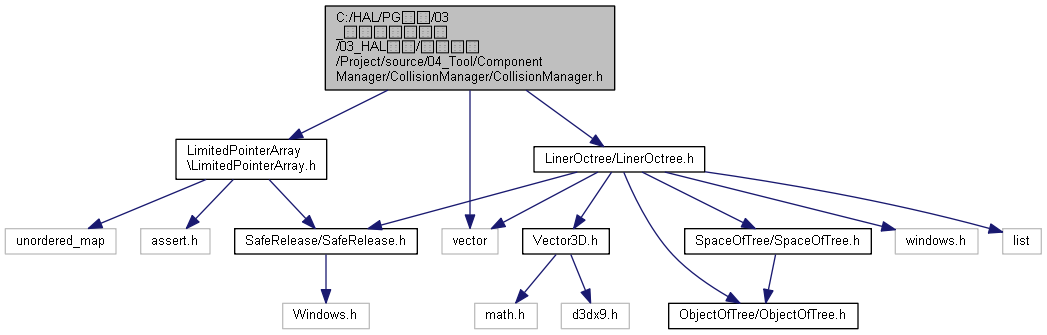 C:/HAL/PG□□/03
_□□□□□□□□
/03_HAL□□/□□□□
/Project/source/04_Tool/Component
Manager/CollisionManager/CollisionManager.h
LimitedPointerArray
\LimitedPointerArray.h
LinerOctree/LinerOctree.h
unordered_map
assert.h
SafeRelease/SafeRelease.h
vector
Vector3D.h
SpaceOfTree/SpaceOfTree.h
windows.h
list
Windows.h
math.h
d3dx9.h
ObjectOfTree/ObjectOfTree.h